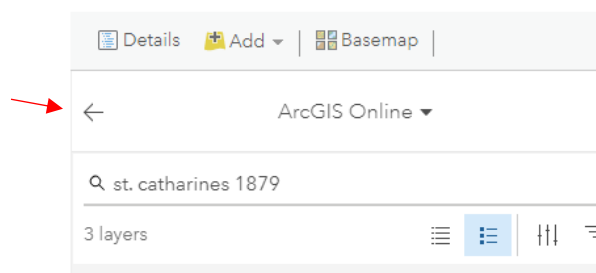 Details Add Basemap
ArcGIS Online
st. catharines 1879
3 layers